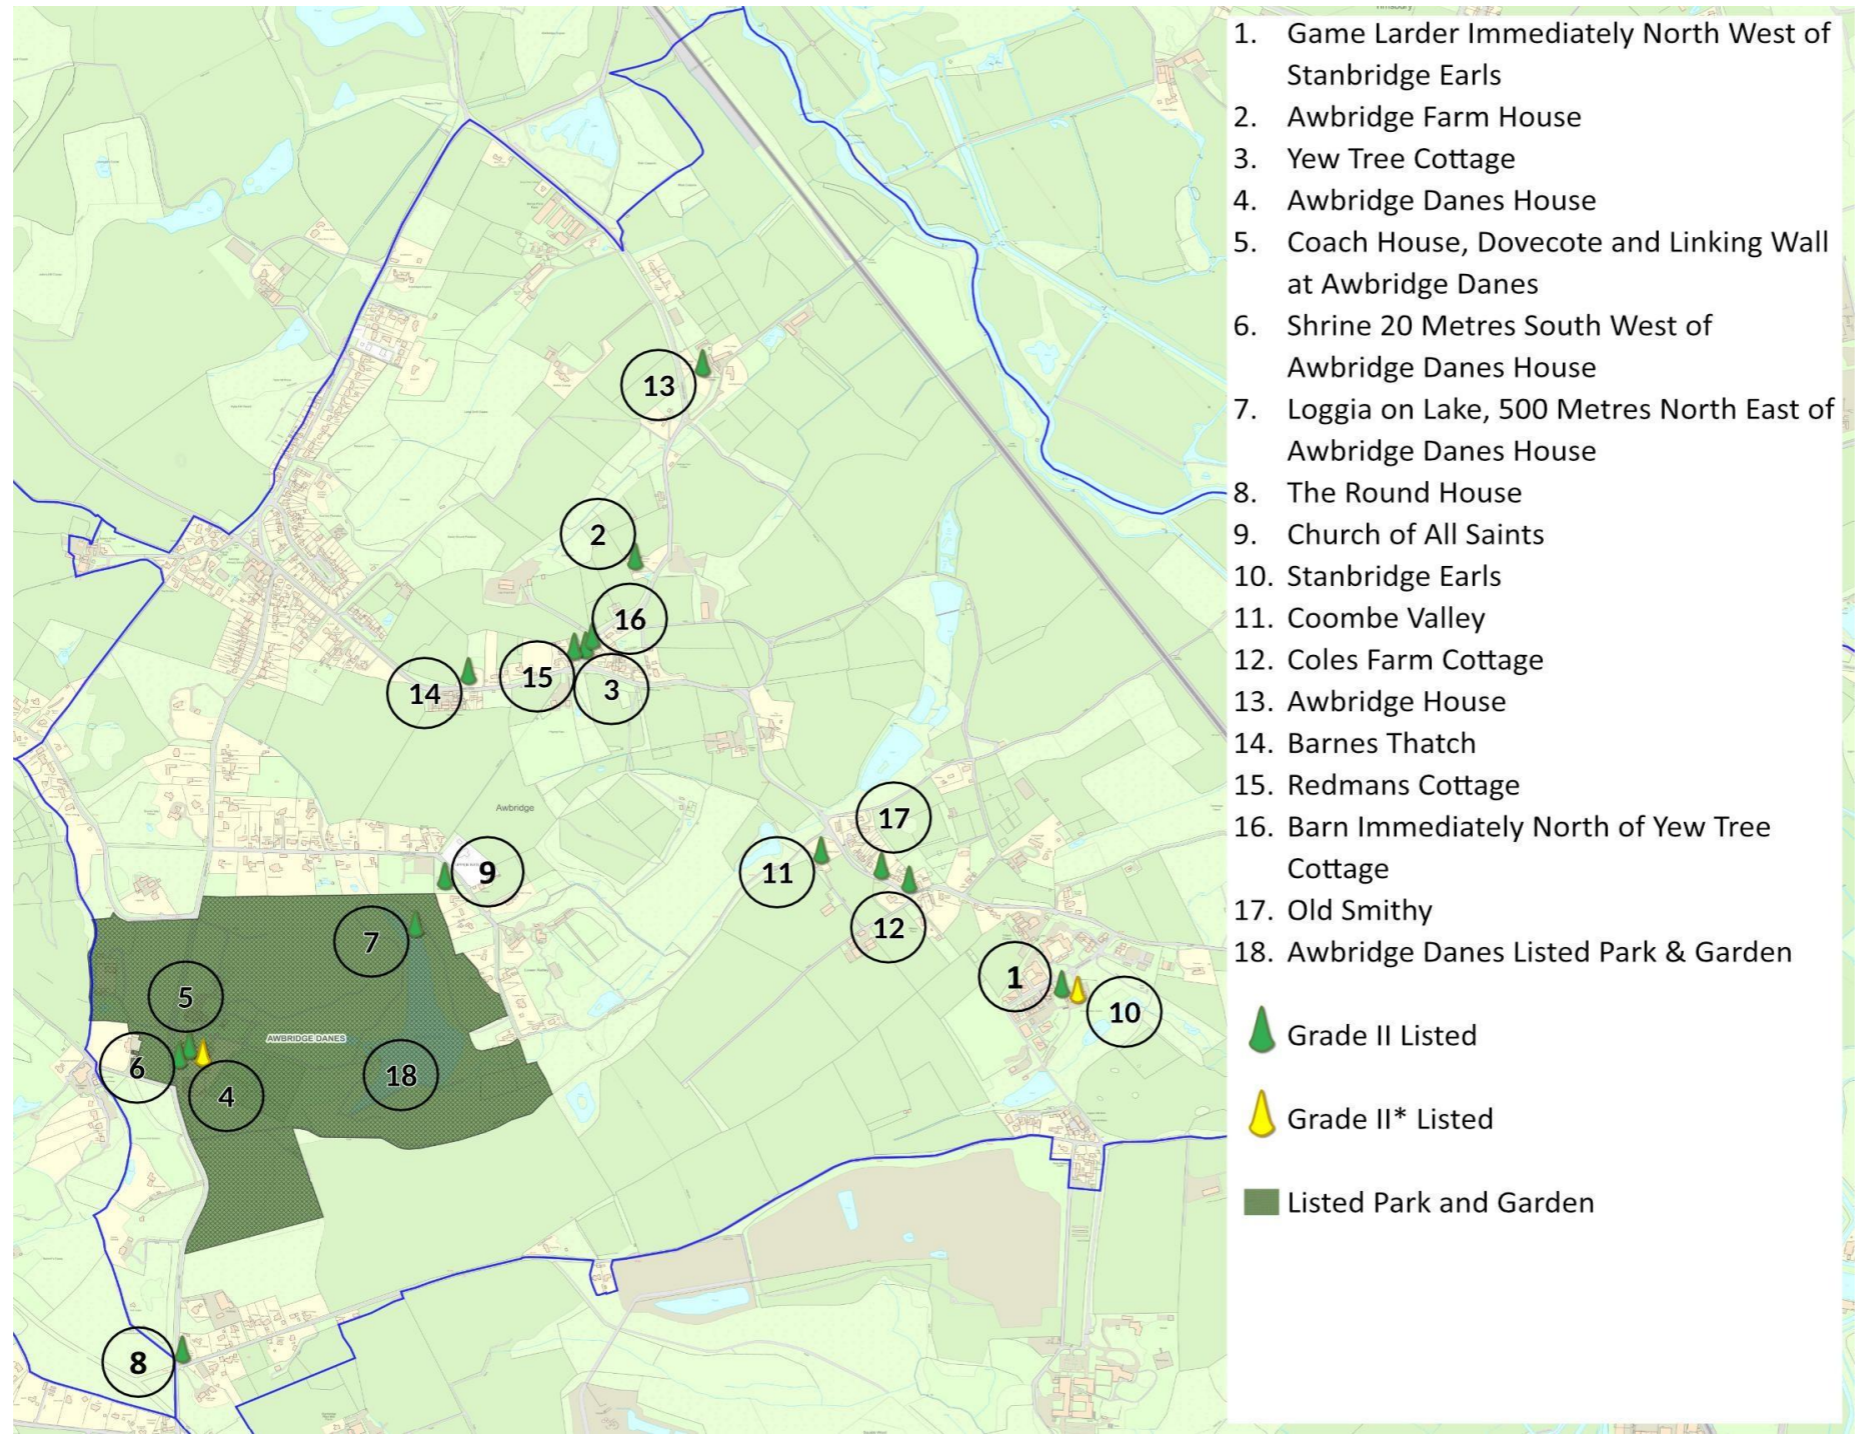 1. Game Larder Immediately North West of
Stanbridge Earls
2. Awbridge Farm House
3. Yew Tree Cottage
4. Awbridge Danes House
5. Coach House, Dovecote and Linking Wall
at Awbridge Danes
6. Shrine 20 Metres South West of
Awbridge Danes House
7. Loggia on Lake, 500 Metres North East of
Awbridge Danes House
8. The Round House
9. Church of All Saints
10. Stanbridge Earls
11. Coombe Valley
12. Coles Farm Cottage
13. Awbridge House
14. Barnes Thatch
15. Redmans Cottage
16. Barn Immediately North of Yew Tree
Cottage
17. Old Smithy
18. Awbridge Danes Listed Park & Garden
Grade II Listed
Grade II* Listed
Listed Park and Garden
13
2
16
15
3
14
Awbridge
17
9
11
12
7
1
5
10
AWBRIDGE DANES
6
18
4
8